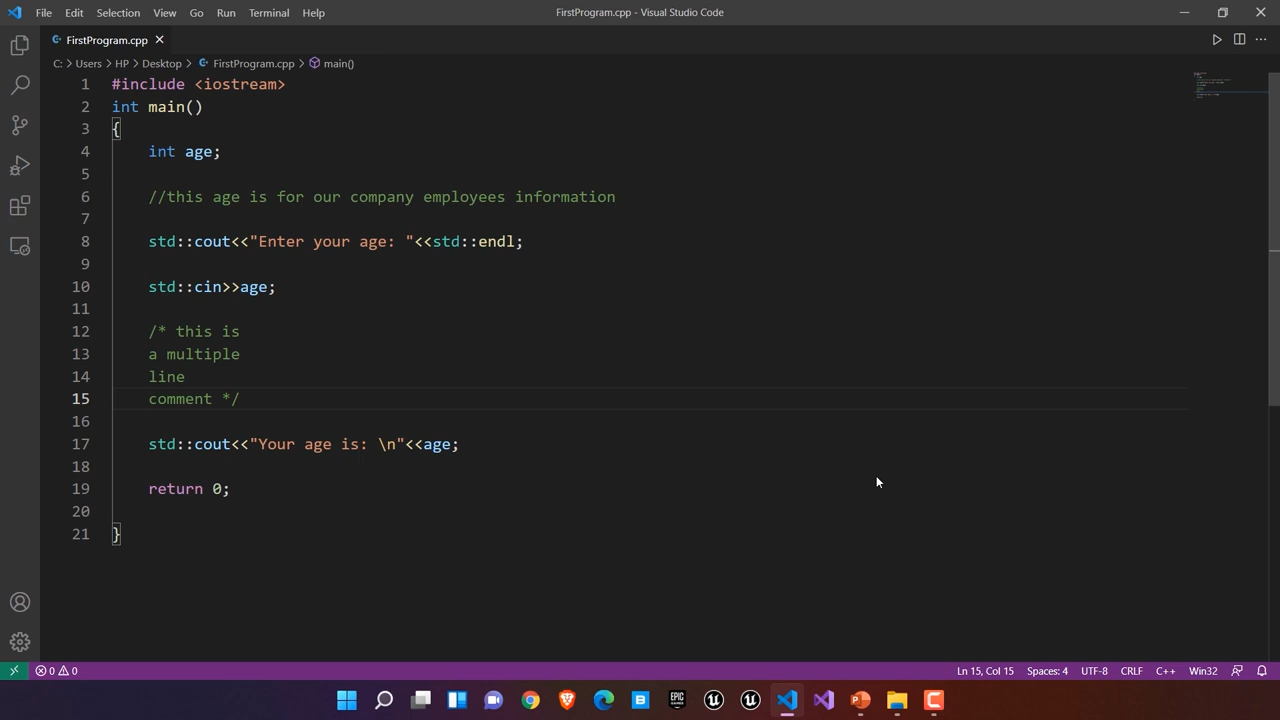 File Edit Selection View Go Run Terminal Help FirstProgram.cpp - Visual Studio Code
FirstProgram.cpp
C: > Users > HP > Desktop > FirstProgram.cpp > main()
1 #include <iostream>
2 int main()
3 {
4 int age;
5
6 //this age is for our company employees information
7
8 std::cout<<"Enter your age: "<<std::endl;
9
10 std::cin>>age;
11
12 /* this is
13 a multiple
14 line
15 comment */
16
17 std::cout<<"Your age is: \n"<<age;
18
19 return 0;
20
21 }
0 0 Ln 15, Col 15 Spaces: 4 UTF-8 CRLF C++ Win32
EPIC GAMES